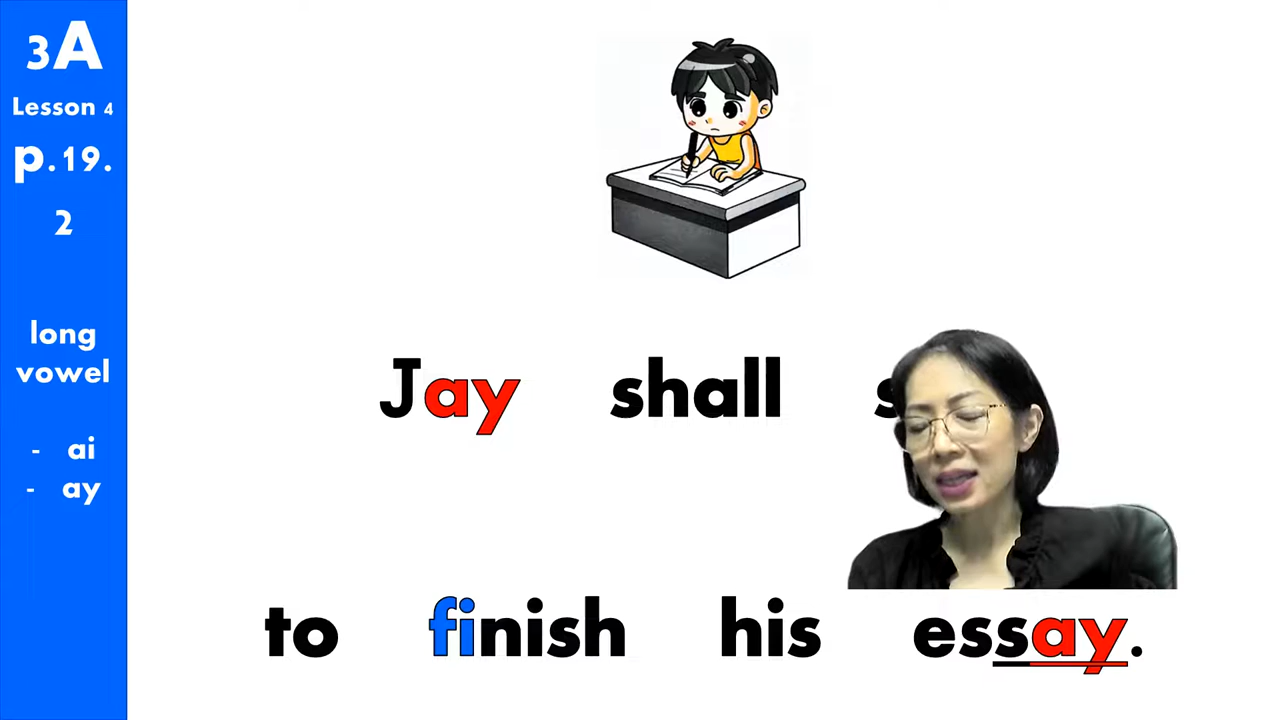 3A
Lesson 4
p.19.
2
long
vowel
- ai
- ay
Jay shall
to finish his essay.